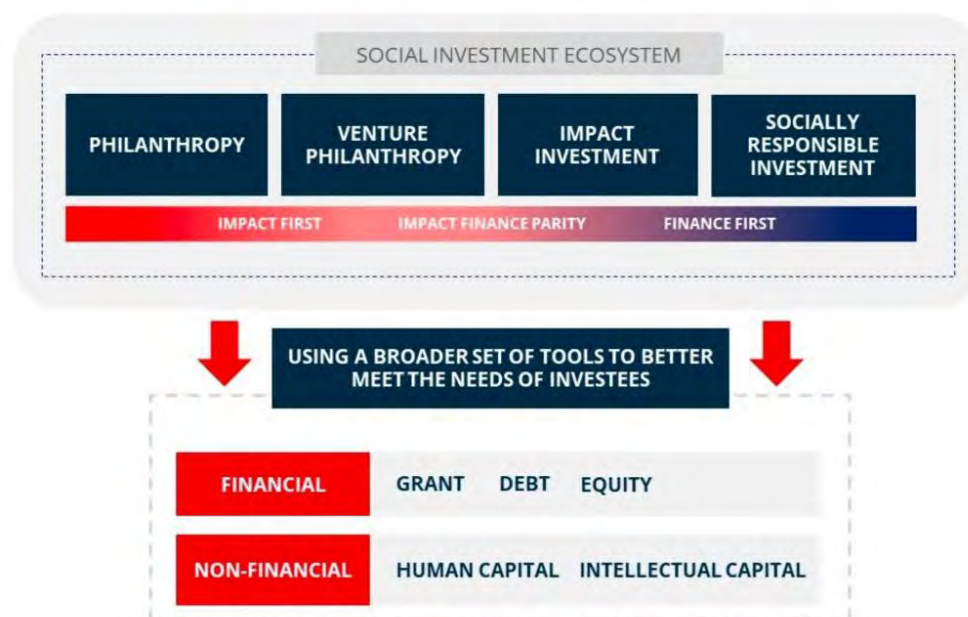 SOCIAL INVESTMENT ECOSYSTEM
PHILANTHROPY
VENTURE
PHILANTHROPY
IMPACT
INVESTMENT
SOCIALLY
RESPONSIBLE
INVESTMENT
IMPACT FIRST
IMPACT FINANCE PARITY
FINANCE FIRST
USING A BROADER SET OF TOOLS TO BETTER
MEET THE NEEDS OF INVESTEES
FINANCIAL
GRANT DEBT EQUITY
NON-FINANCIAL
HUMAN CAPITAL INTELLECTUAL CAPITAL